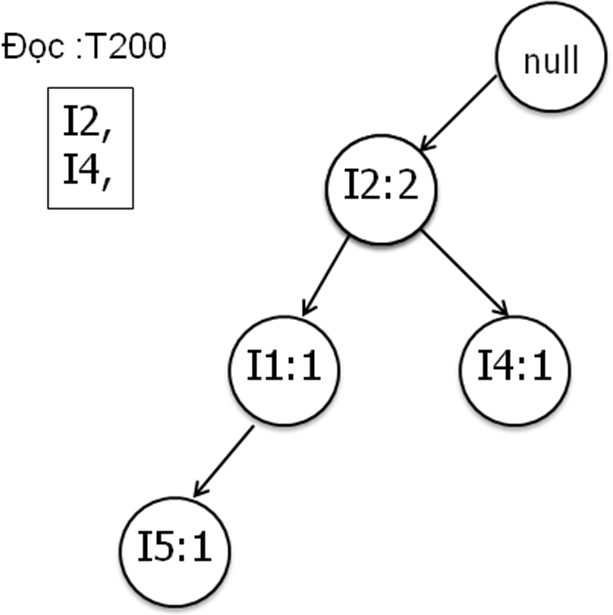 Đọc :T200
null
I2,
I4,
I2:2
I1:1
I4:1
I5:1